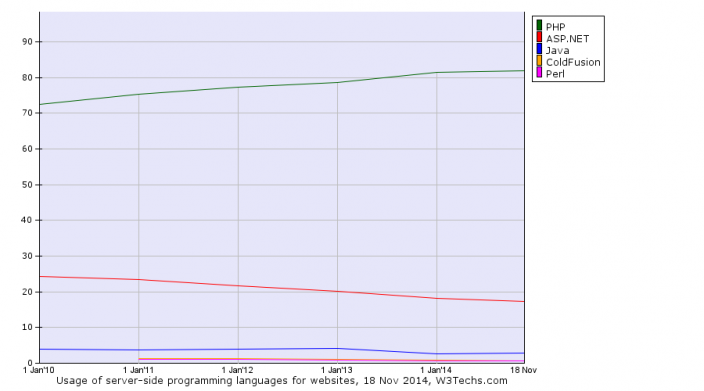 90
80
70
60
50
40
30
20
10
0
1 Jan'10 1 Jan'11 1 Jan'12 1 Jan'13 1 Jan'14 18 Nov
Usage of server-side programming languages for websites, 18 Nov 2014, W3Techs.com
PHP
ASP.NET
Java
ColdFusion
Perl